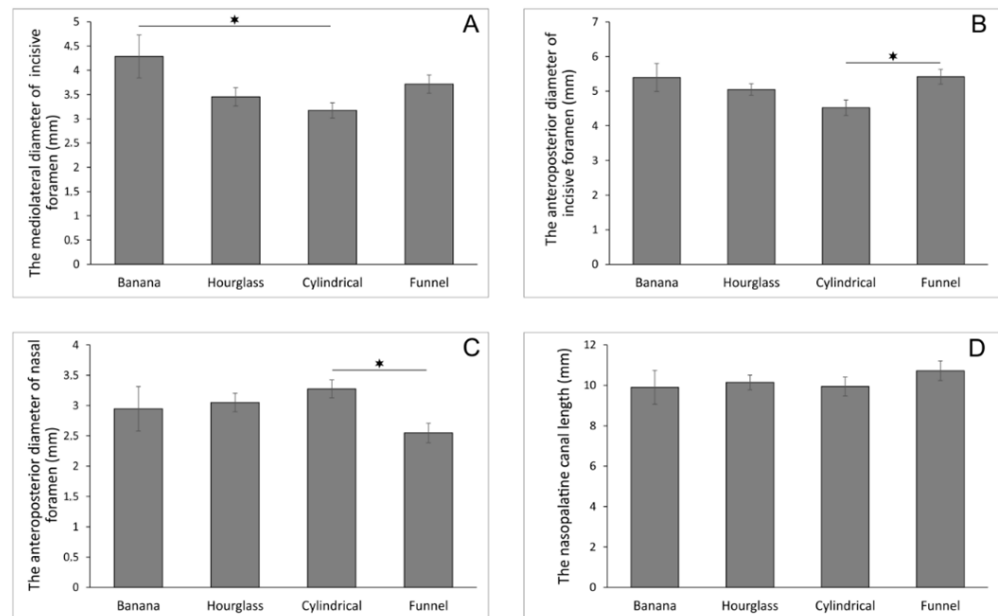 A
The mediolateral diameter of incisive
foramen (mm)
5
4.5
4
3.5
3
2.5
2
1.5
1
0.5
0
Banana Hourglass Cylindrical Funnel
B
The anteroposterior diameter of
incisive foramen (mm)
7
6
5
4
3
2
1
0
Banana Hourglass Cylindrical Funnel
C
The anteroposterior diameter of nasal
foramen (mm)
4
3.5
3
2.5
2
1.5
1
0.5
0
Banana Hourglass Cylindrical Funnel
D
The nasopalatine canal length (mm)
12
10
8
6
4
2
0
Banana Hourglass Cylindrical Funnel